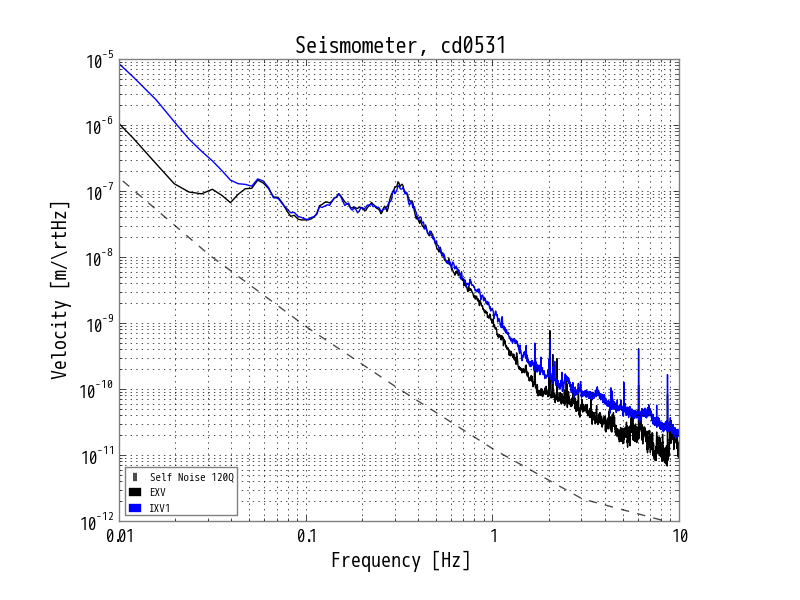 Seismometer, cd0531
Velocity [m/\rtHz]
10^-5
10^-6
10^-7
10^-8
10^-9
10^-10
10^-11
10^-12
Self Noise 120Q
EXV
IXV1
0.01 0.1 1 10
Frequency [Hz]